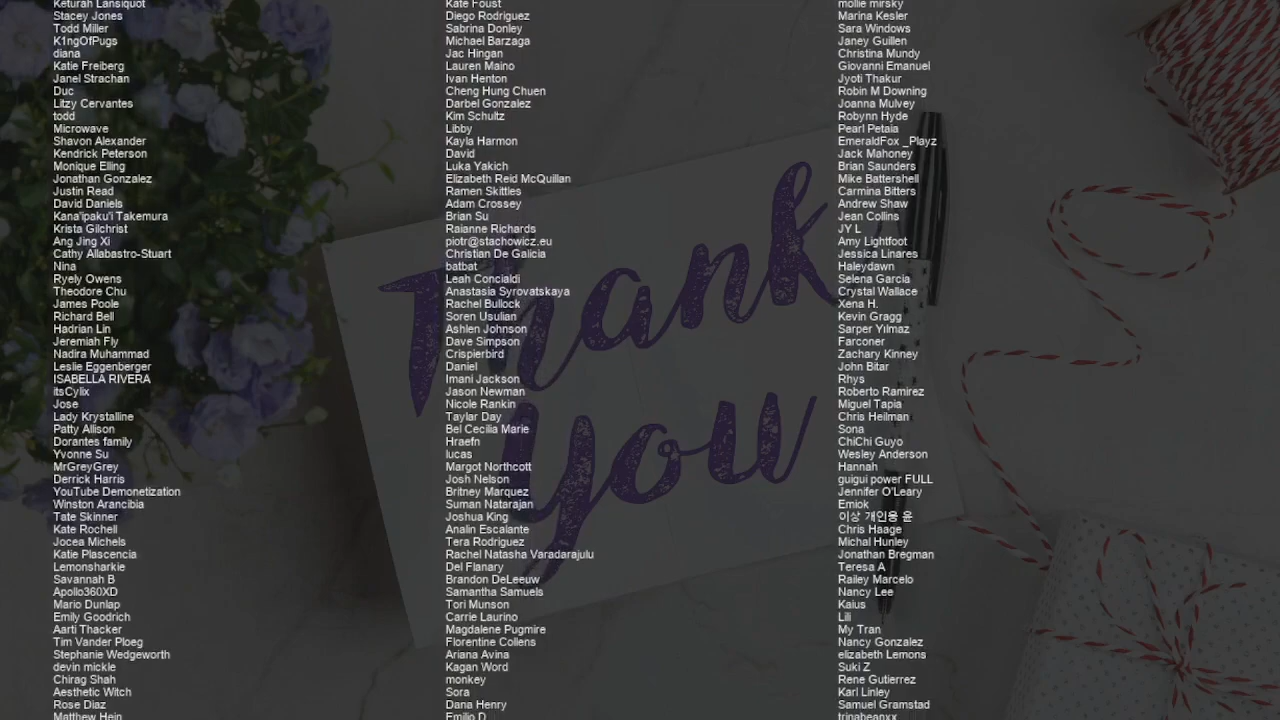 Keturah Lansiquot
Stacey Jones
Todd Miller
K1ngOfPugs
diana
Katie Freiberg
Janel Strachan
Duc
Litzy Cervantes
todd
Microwave
Shavon Alexander
Kendrick Peterson
Monique Elling
Jonathan Gonzalez
Justin Read
David Daniels
Kana'ipaku'i Takemura
Krista Gilchrist
Ang Jing Xi
Cathy Allabastro-Stuart
Nina
Ryely Owens
Theodore Chu
James Poole
Richard Bell
Hadrian Lin
Jeremiah Fly
Nadira Muhammad
Leslie Eggenberger
ISABELLA RIVERA
itsCylix
Jose
Lady Krystalline
Patty Allison
Dorantes family
Yvonne Su
MrGreyGrey
Derrick Harris
YouTube Demonetization
Winston Arancibia
Tate Skinner
Kate Rochell
Jocea Michels
Katie Plascencia
Lemonsharkie
Savannah B
Apollo360XD
Mario Dunlap
Emily Goodrich
Aarti Thacker
Tim Vander Ploeg
Stephanie Wedgeworth
devin mickle
Chirag Shah
Aesthetic Witch
Rose Diaz
Matthew Hein
Kate Foust
Diego Rodriguez
Sabrina Donley
Michael Barzaga
Jac Hingan
Lauren Maino
Ivan Henton
Cheng Hung Chuen
Darbel Gonzalez
Kim Schultz
Libby
Kayla Harmon
David
Luka Yakich
Elizabeth Reid McQuillan
Ramen Skittles
Adam Crossey
Brian Su
Raianne Richards
piotr@stachowicz.eu
Christian De Galicia
batbat
Leah Concialdi
Anastasia Syrovatskaya
Rachel Bullock
Soren Usulian
Ashlen Johnson
Dave Simpson
Crispierbird
Daniel
Imani Jackson
Jason Newman
Nicole Rankin
Taylar Day
Bel Cecilia Marie
Hraefn
lucas
Margot Northcott
Josh Nelson
Britney Marquez
Suman Natarajan
Joshua King
Analin Escalante
Tera Rodriguez
Rachel Natasha Varadarajulu
Del Flanary
Brandon DeLeeuw
Samantha Samuels
Tori Munson
Carrie Laurino
Magdalene Pugmire
Florentine Collens
Ariana Avina
Kagan Word
monkey
Sora
Dana Henry
Emilio D
mollie mirsky
Marina Kesler
Sara Windows
Janey Guillen
Christina Mundy
Giovanni Emanuel
Jyoti Thakur
Robin M Downing
Joanna Mulvey
Robynn Hyde
Pearl Petaia
EmeraldFox _Playz
Jack Mahoney
Brian Saunders
Mike Battershell
Carmina Bitters
Andrew Shaw
Jean Collins
JY L
Amy Lightfoot
Jessica Linares
Haleydawn
Selena Garcia
Crystal Wallace
Xena H.
Kevin Gragg
Sarper Yılmaz
Farconer
Zachary Kinney
John Bitar
Rhys
Roberto Ramirez
Miguel Tapia
Chris Heilman
Sona
ChiChi Guyo
Wesley Anderson
Hannah
guigui power FULL
Jennifer O'Leary
Emiok
이상 개인용 윤
Chris Haage
Michal Hunley
Jonathan Bregman
Teresa A
Railey Marcelo
Nancy Lee
Kaius
Lili
My Tran
Nancy Gonzalez
elizabeth Lemons
Suki Z
Rene Gutierrez
Karl Linley
Samuel Gramstad
trinabeanxx
Thank
You